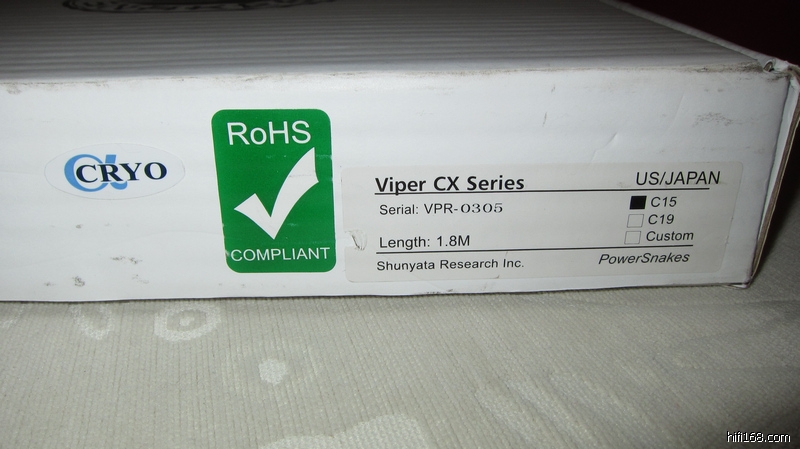 αCRYO
RoHS
COMPLIANT
Viper CX Series US/JAPAN
Serial: VPR-0305 C15
C19
Length: 1.8M Custom
Shunyata Research Inc. PowerSnakes
hifi168.com